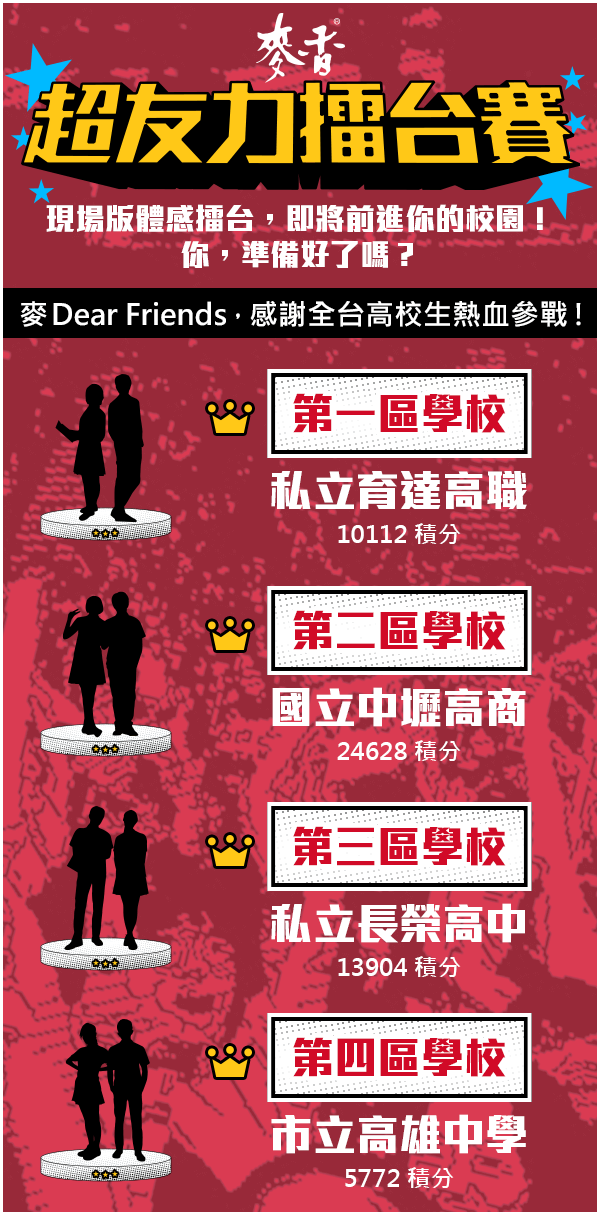 麥香®
超友力擂台賽
現場版體感擂台，即將前進你的校園！
你，準備好了嗎？
麥Dear Friends，感謝全台高校生熱血參戰！
第一區學校
私立育達高職
10112 積分
第二區學校
國立中壢高商
24628 積分
第三區學校
私立長榮高中
13904 積分
第四區學校
市立高雄中學
5772 積分